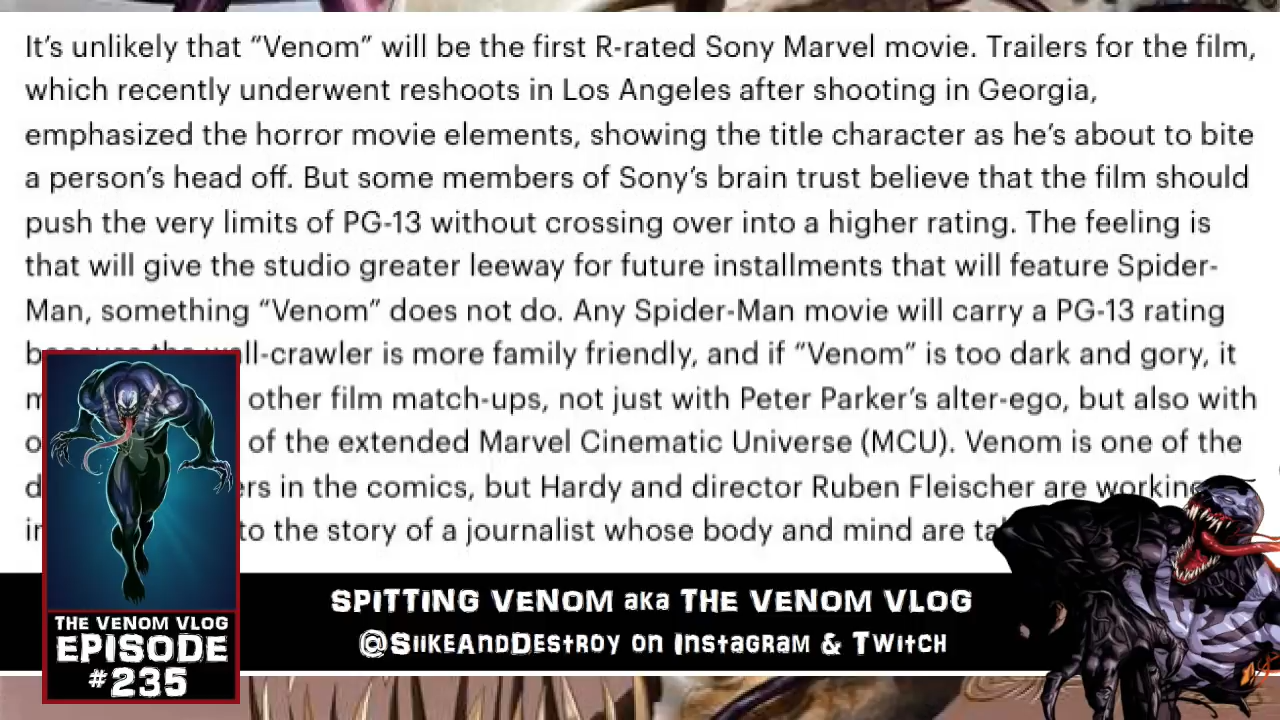 It’s unlikely that “Venom” will be the first R-rated Sony Marvel movie. Trailers for the film,
which recently underwent reshoots in Los Angeles after shooting in Georgia,
emphasized the horror movie elements, showing the title character as he’s about to bite
a person’s head off. But some members of Sony’s brain trust believe that the film should
push the very limits of PG-13 without crossing over into a higher rating. The feeling is
that will give the studio greater leeway for future installments that will feature Spider-
Man, something “Venom” does not do. Any Spider-Man movie will carry a PG-13 rating
is more family friendly, and if “Venom” is too dark and gory, it
other film match-ups, not just with Peter Parker’s alter-ego, but also with
of the extended Marvel Cinematic Universe (MCU). Venom is one of the
in the comics, but Hardy and director Ruben Fleischer are
to the story of a journalist whose body and mind are
THE VENOM VLOG
EPISODE
#235
SPITTING VENOM aka THE VENOM VLOG
@SiikeAndDestroy on Instagram & Twitch